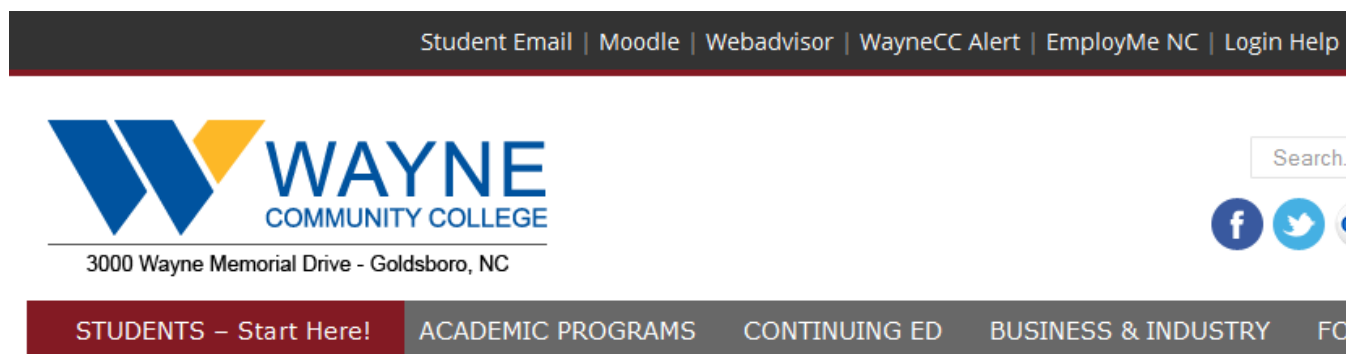 Student Email | Moodle | Webadvisor | WayneCC Alert | EmployMe NC | Login Help
WAYNE
COMMUNITY COLLEGE
3000 Wayne Memorial Drive - Goldsboro, NC
Search.
STUDENTS – Start Here! ACADEMIC PROGRAMS CONTINUING ED BUSINESS & INDUSTRY